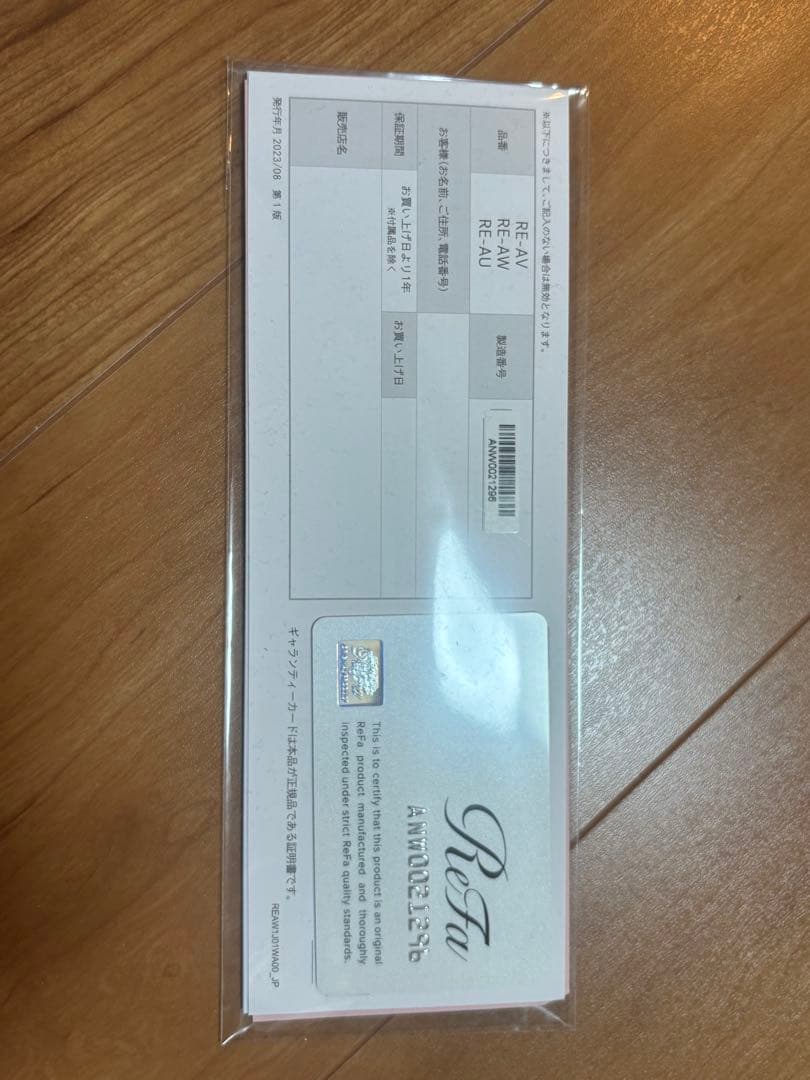 ※以下につきまして、ご記入のない場合は無効となります。
品番
RE-AV
RE-AW
RE-AU
製造番号
ANW0021296
お客様(お名前、ご住所、電話番号)
保証期間
お買い上げ日より1年
※付属品を除く
お買い上げ日
販売店名
発行年月 2023/08 第1版
ReFa
ANW0021296
This is to certify that this product is an original
ReFa product manufactured and thoroughly
inspected under strict ReFa quality standards.
ギャランティーカードは本品が正規品である証明書です。
REAW1J01WA00_JP